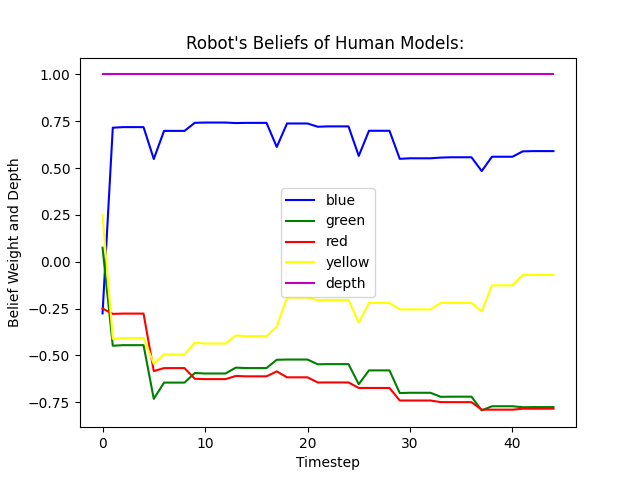 Robot's Beliefs of Human Models:
Belief Weight and Depth
1.00
0.75
0.50
0.25
0.00
−0.25
−0.50
−0.75
blue
green
red
yellow
depth
0 10 20 30 40
Timestep